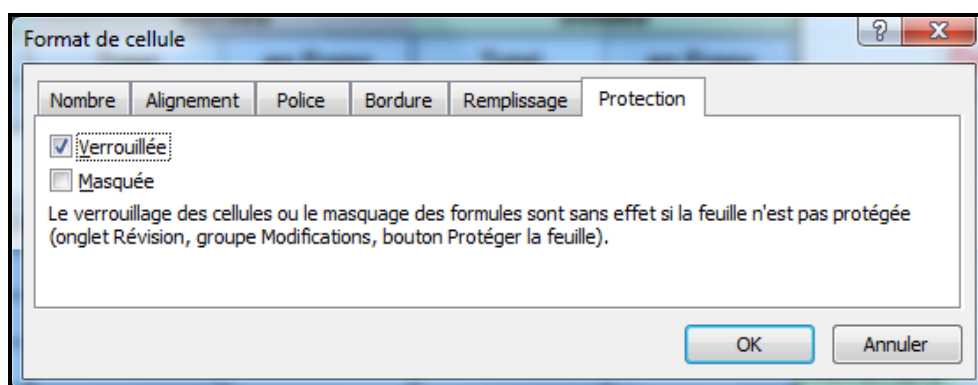 Format de cellule
Nombre Alignement Police Bordure Remplissage Protection
Verrouillée
Masquée
Le verrouillage des cellules ou le masquage des formules sont sans effet si la feuille n'est pas protégée
(onglet Révision, groupe Modifications, bouton Protéger la feuille).
OK Annuler